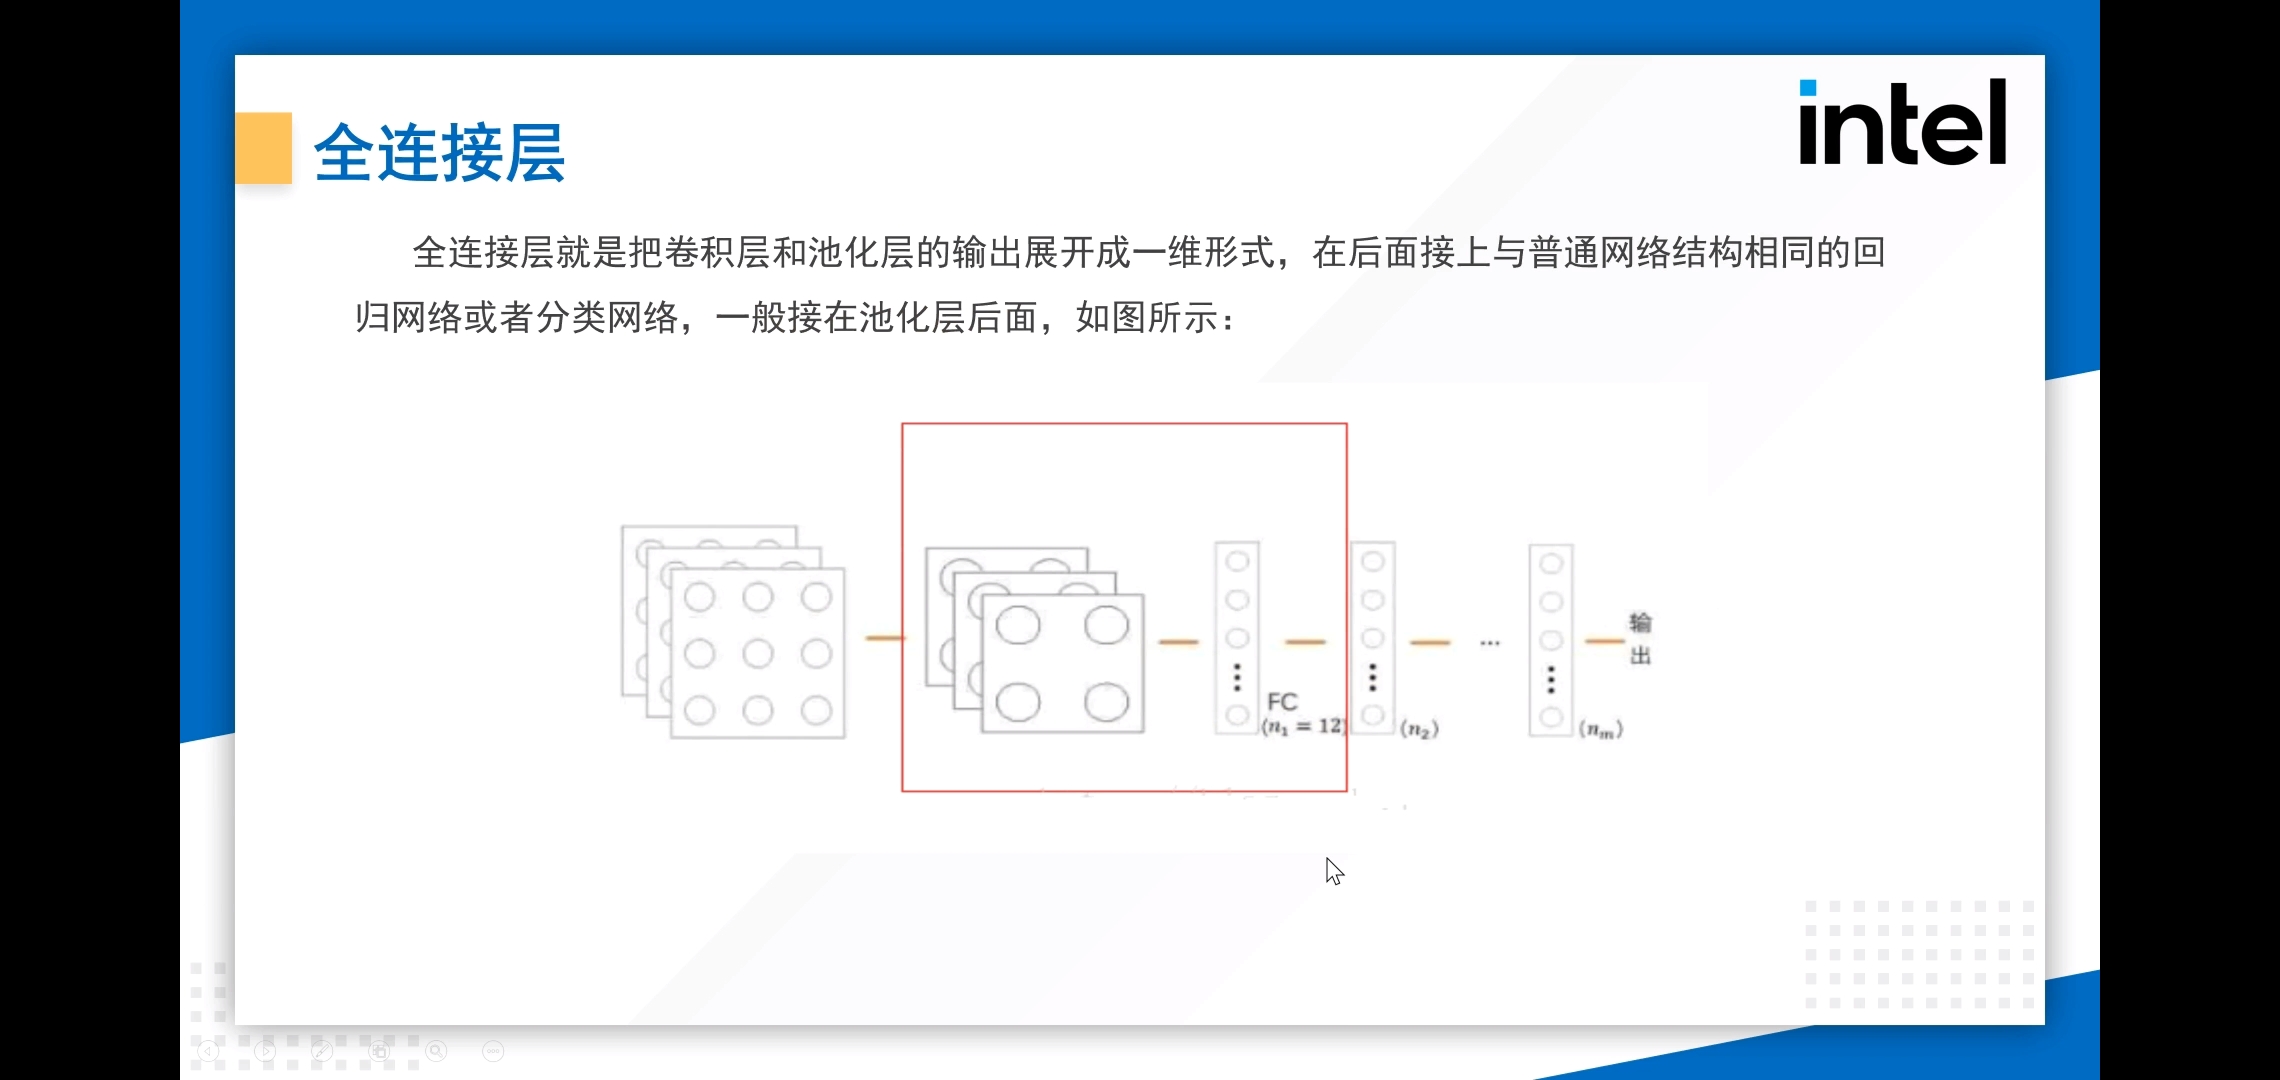 intel
全连接层
全连接层就是把卷积层和池化层的输出展开成一维形式，在后面接上与普通网络结构相同的回
归网络或者分类网络，一般接在池化层后面，如图所示：
...
输
出
FC
(n₁ = 12)
(n₂)
(nₘ)